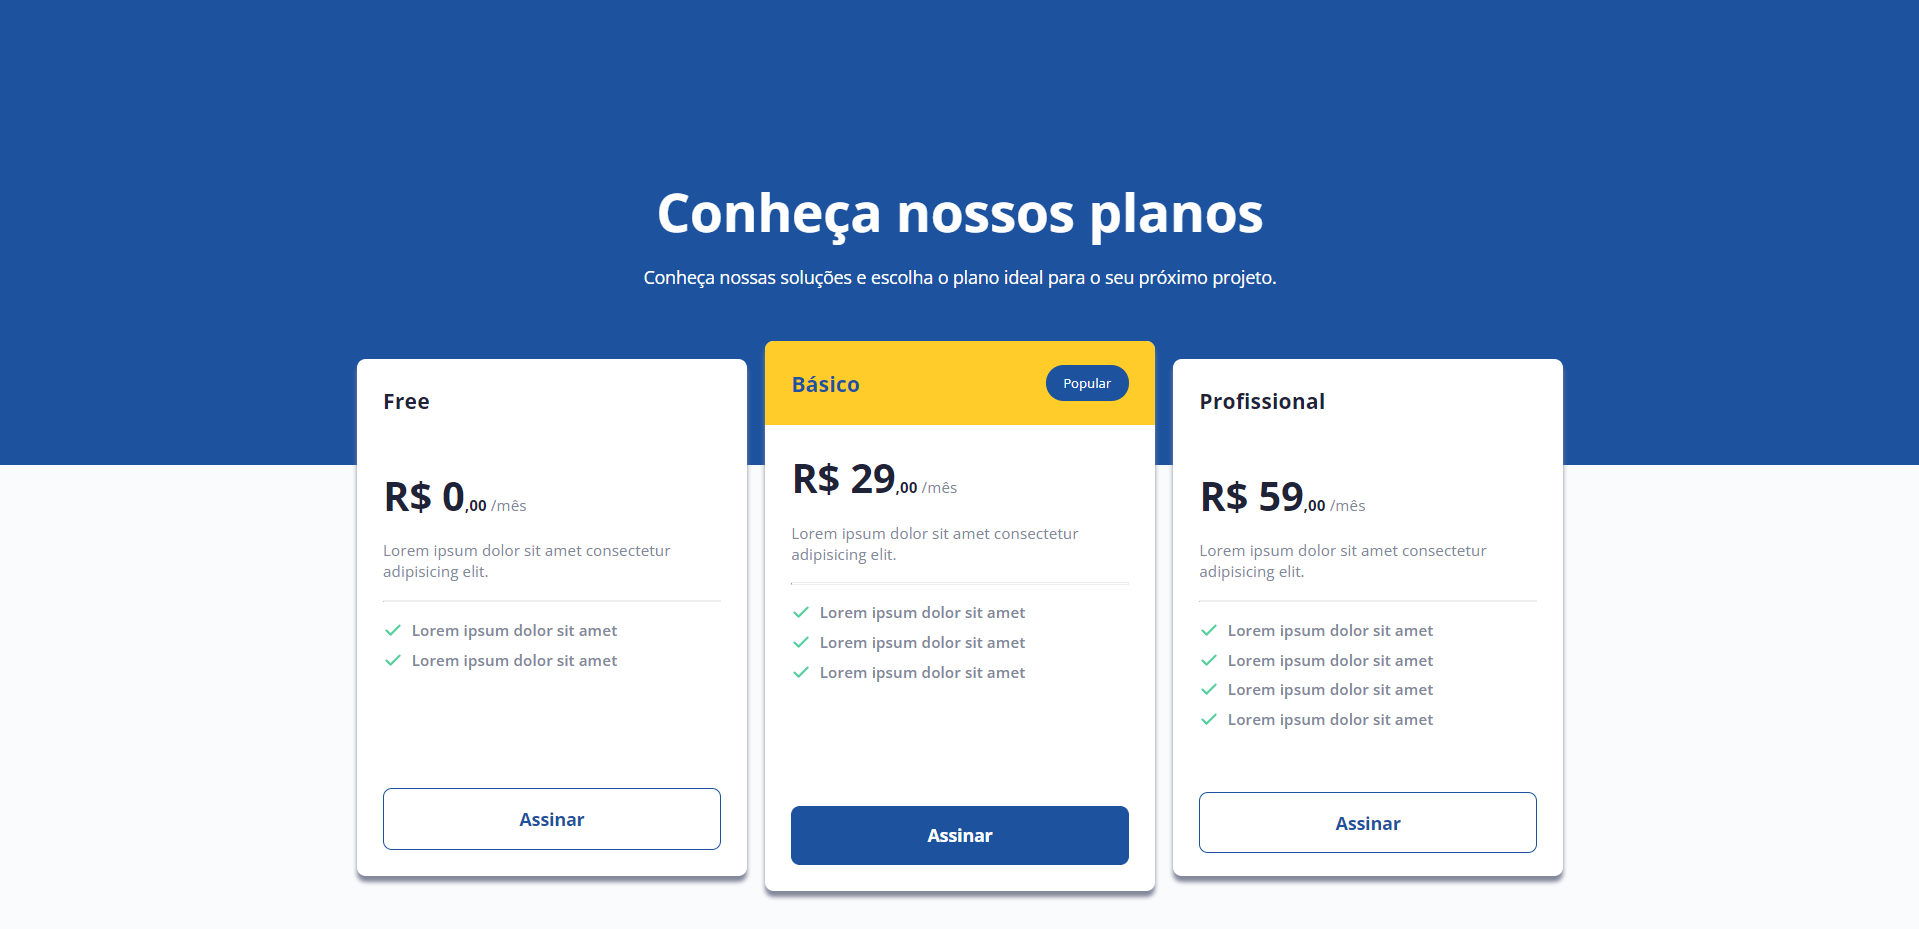 Conheça nossos planos
Conheça nossas soluções e escolha o plano ideal para o seu próximo projeto.
Free
R$ 0,00 /mês
Lorem ipsum dolor sit amet consectetur
adipisicing elit.
Lorem ipsum dolor sit amet
Lorem ipsum dolor sit amet
Assinar
Básico
Popular
R$ 29,00 /mês
Lorem ipsum dolor sit amet consectetur
adipisicing elit.
Lorem ipsum dolor sit amet
Lorem ipsum dolor sit amet
Lorem ipsum dolor sit amet
Assinar
Profissional
R$ 59,00 /mês
Lorem ipsum dolor sit amet consectetur
adipisicing elit.
Lorem ipsum dolor sit amet
Lorem ipsum dolor sit amet
Lorem ipsum dolor sit amet
Lorem ipsum dolor sit amet
Assinar